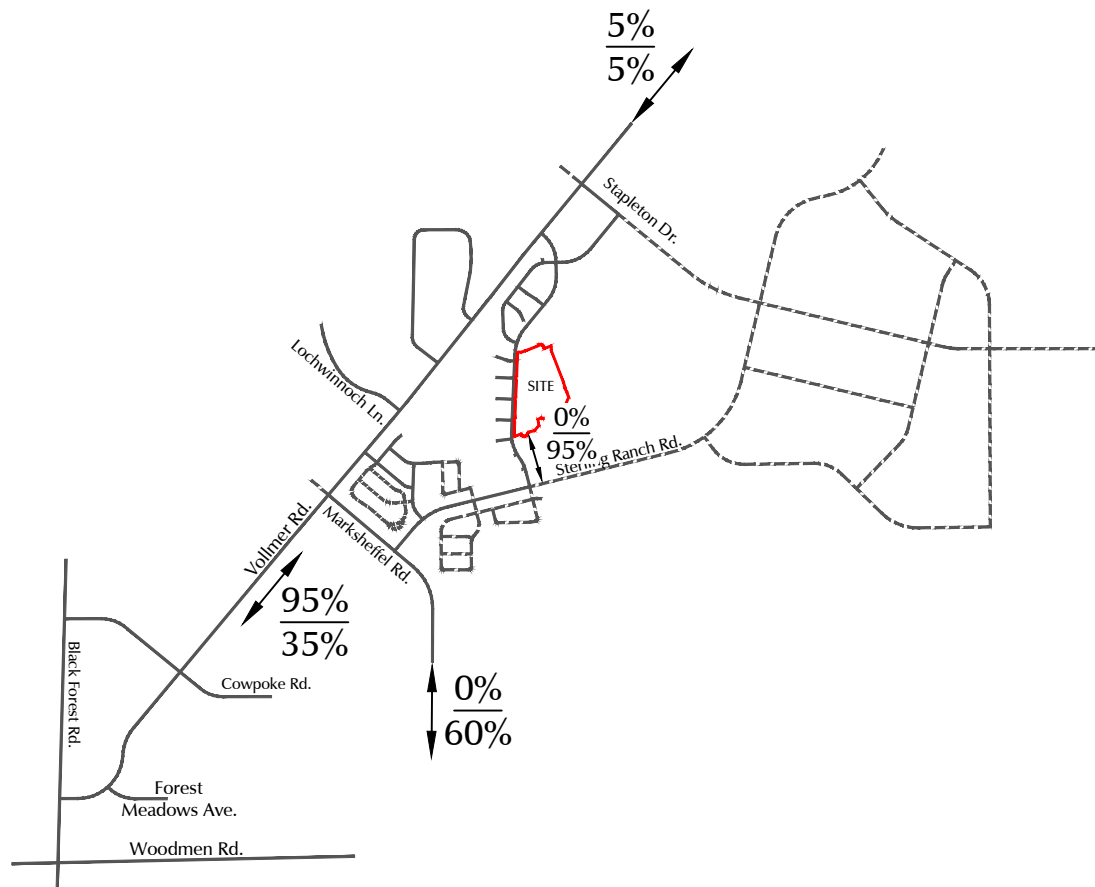 5%
5%
Stapleton Dr.
Lochwinnoch Ln.
SITE
0%
95%
Sterling Ranch Rd.
Vollmer Rd.
Marksheffel Rd.
95%
35%
Black Forest Rd.
Cowpoke Rd.
0%
60%
Forest
Meadows Ave.
Woodmen Rd.